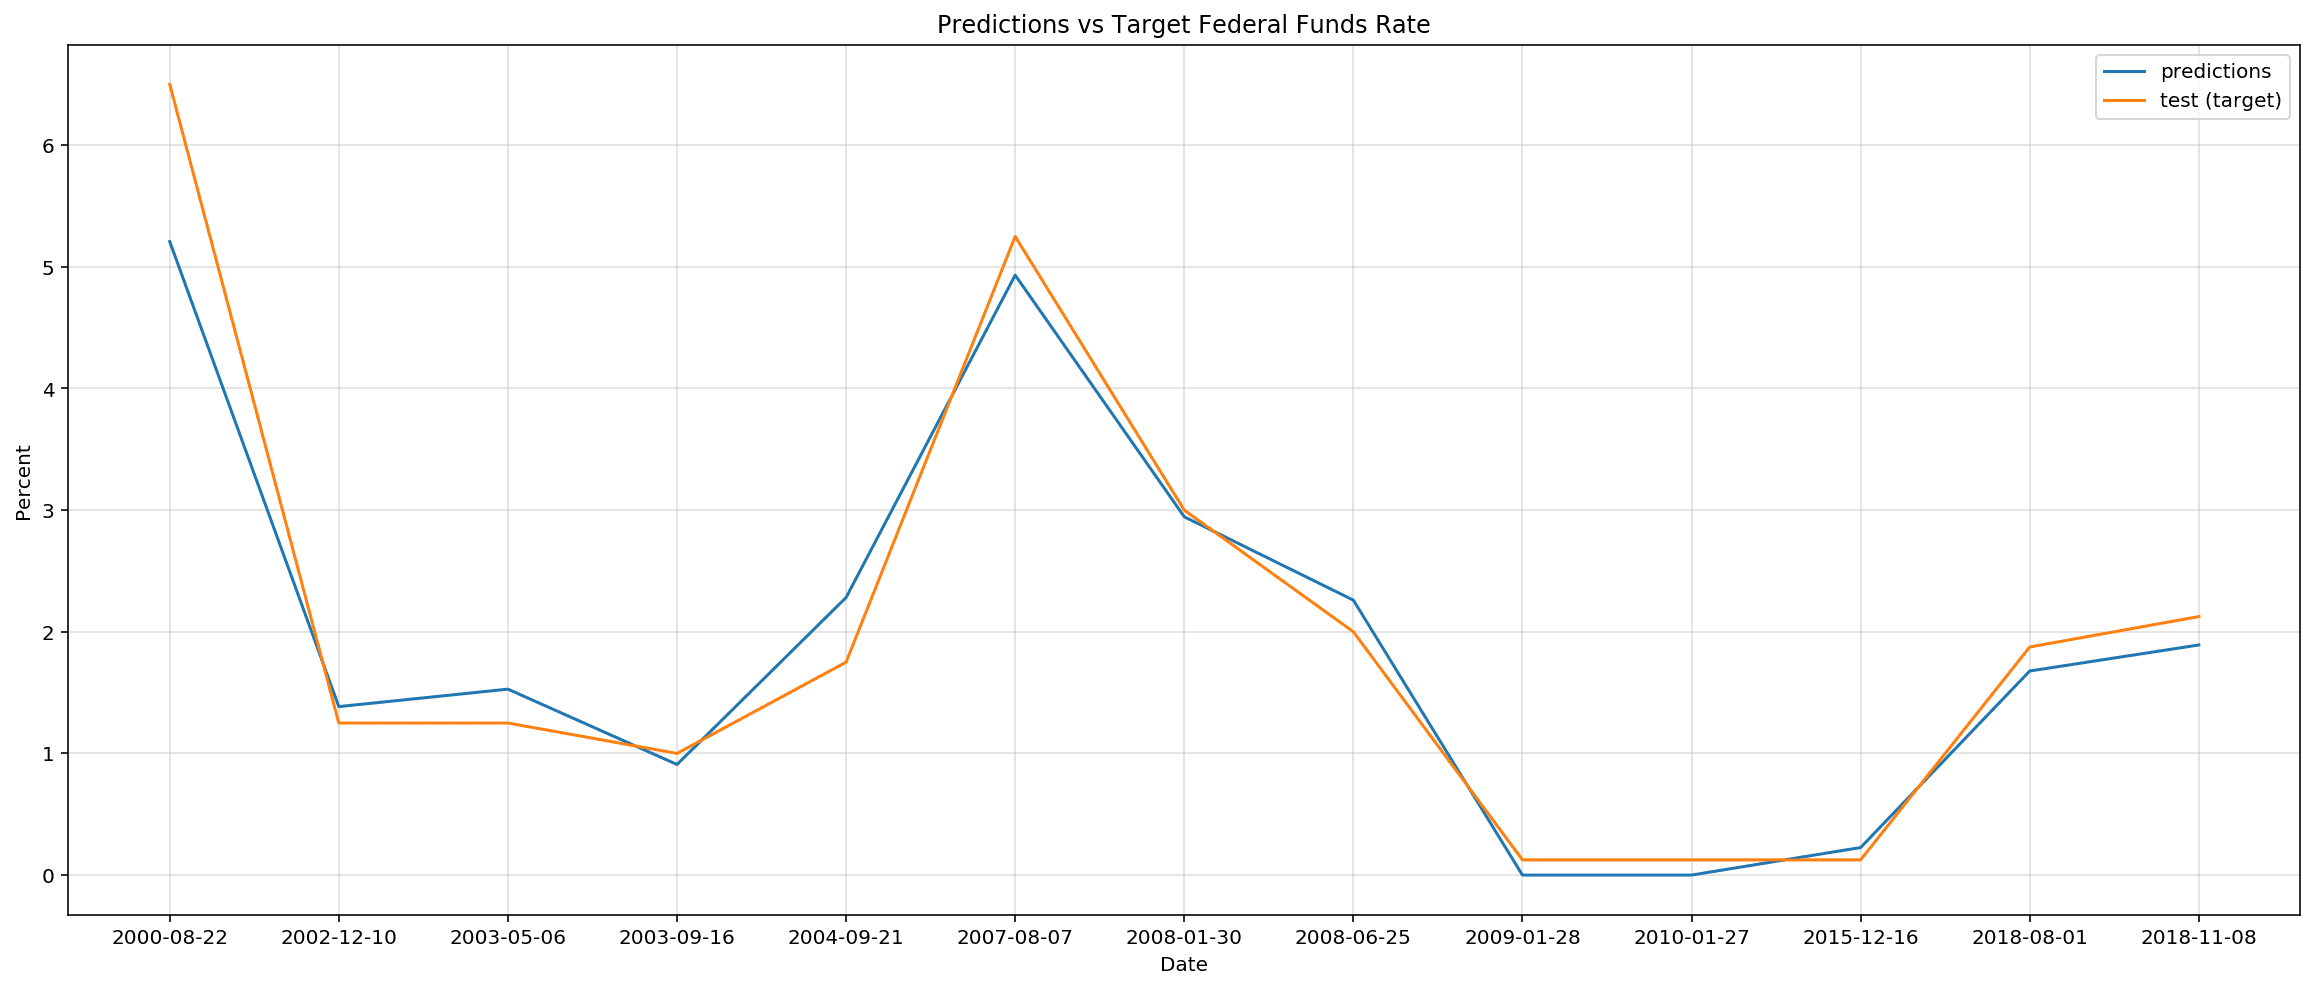 Predictions vs Target Federal Funds Rate
predictions
test (target)
6
5
4
3
2
1
0
Percent
2000-08-22 2002-12-10 2003-05-06 2003-09-16 2004-09-21 2007-08-07 2008-01-30 2008-06-25 2009-01-28 2010-01-27 2015-12-16 2018-08-01 2018-11-08
Date